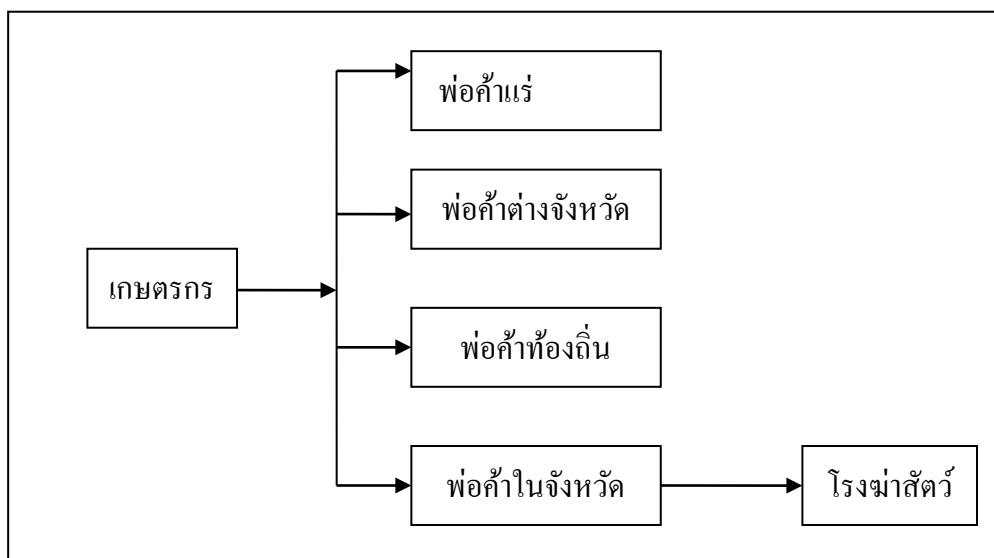 พ่อค้าแร่
พ่อค้าต่างจังหวัด
เกษตรกร
พ่อค้าท้องถิ่น
พ่อค้าในจังหวัด
โรงฆ่าสัตว์